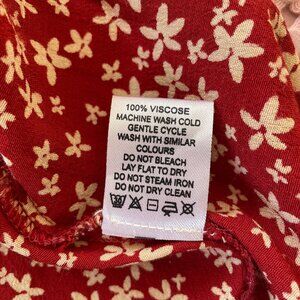 100% VISCOSE
MACHINE WASH COLD
GENTLE CYCLE
WASH WITH SIMILAR
COLOURS
DO NOT BLEACH
LAY FLAT TO DRY
DO NOT STEAM IRON
DO NOT DRY CLEAN